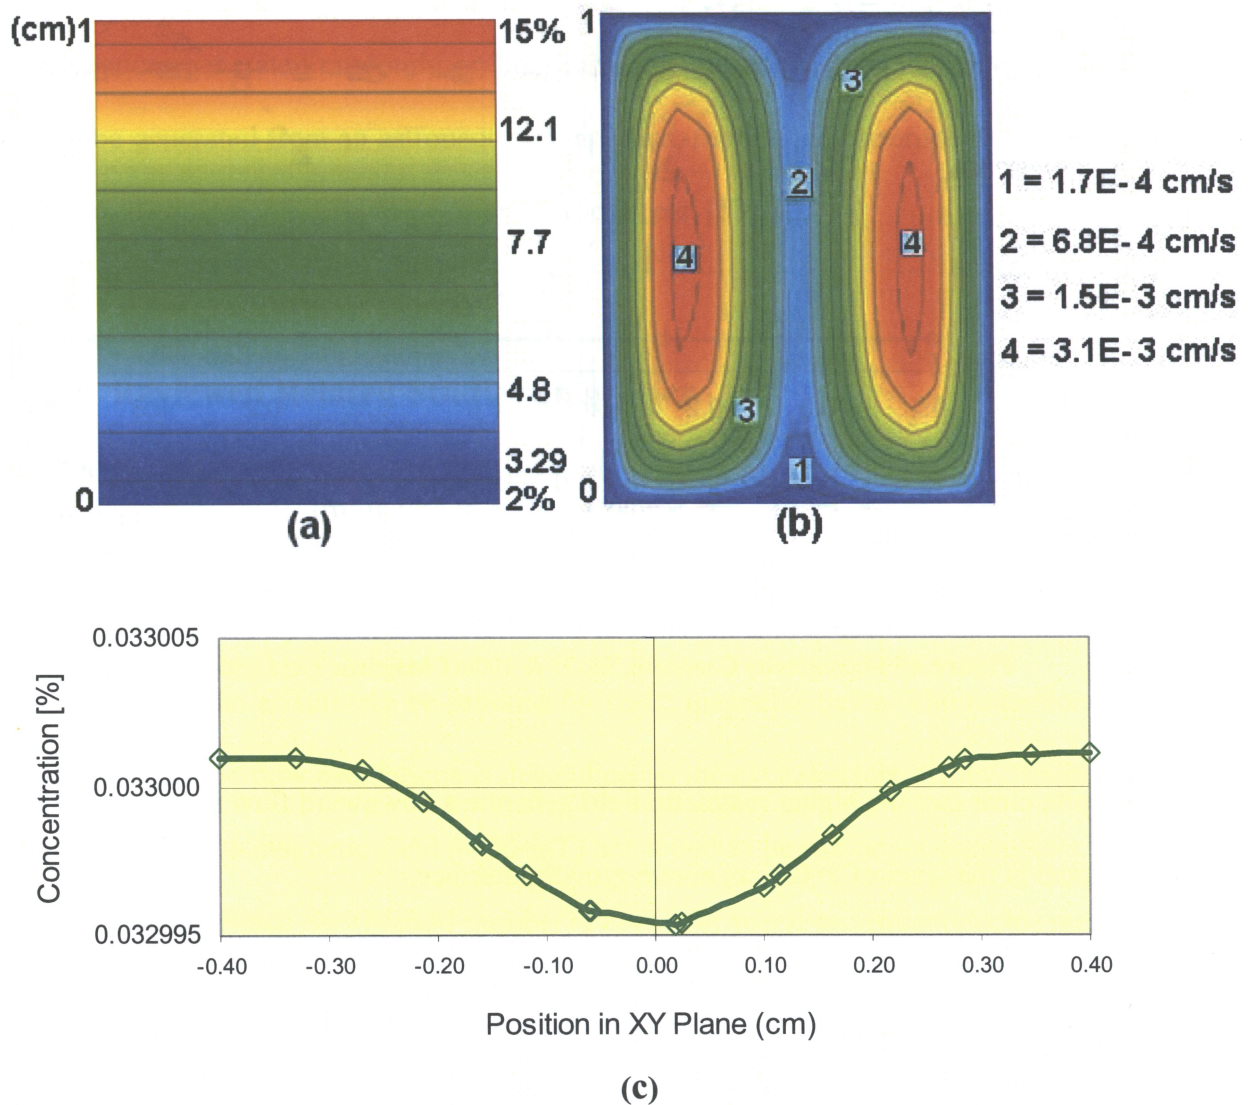 (cm)1
15%
12.1
7.7
4.8
3.29
0
2%
(a)
1
3
2
4
4
3
1
0
(b)
1 = 1.7E- 4 cm/s
2 = 6.8E- 4 cm/s
3 = 1.5E- 3 cm/s
4 = 3.1E- 3 cm/s
Concentration [%]
0.033005
0.033000
0.032995
-0.40 -0.30 -0.20 -0.10 0.00 0.10 0.20 0.30 0.40
Position in XY Plane (cm)
(c)